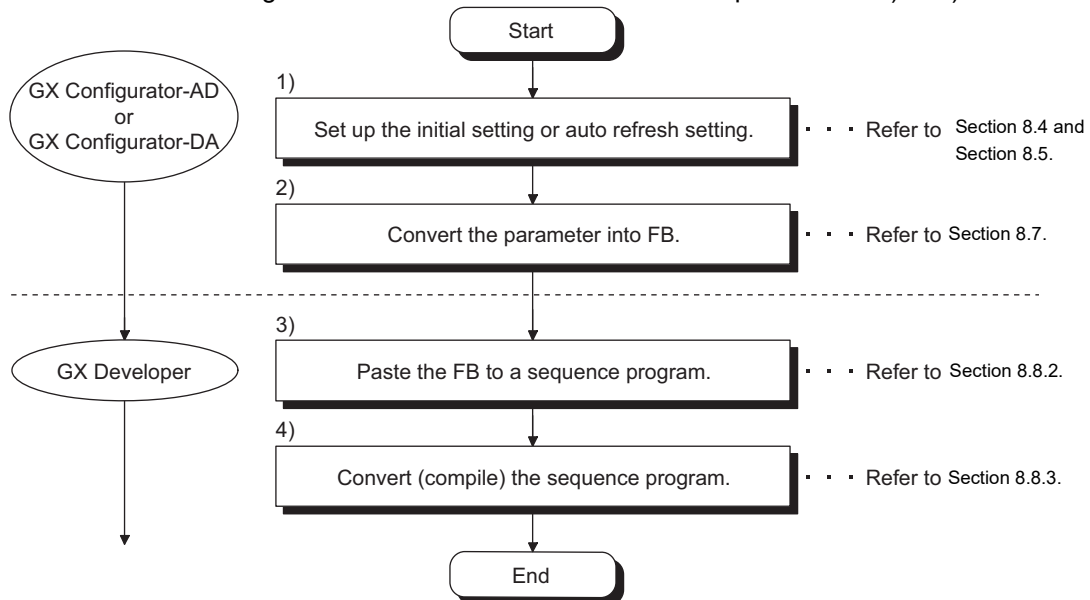 Start
GX Configurator-AD
or
GX Configurator-DA
1)
Set up the initial setting or auto refresh setting.
Refer to Section 8.4 and
Section 8.5.
2)
Convert the parameter into FB.
Refer to Section 8.7.
GX Developer
3)
Paste the FB to a sequence program.
Refer to Section 8.8.2.
4)
Convert (compile) the sequence program.
Refer to Section 8.8.3.
End